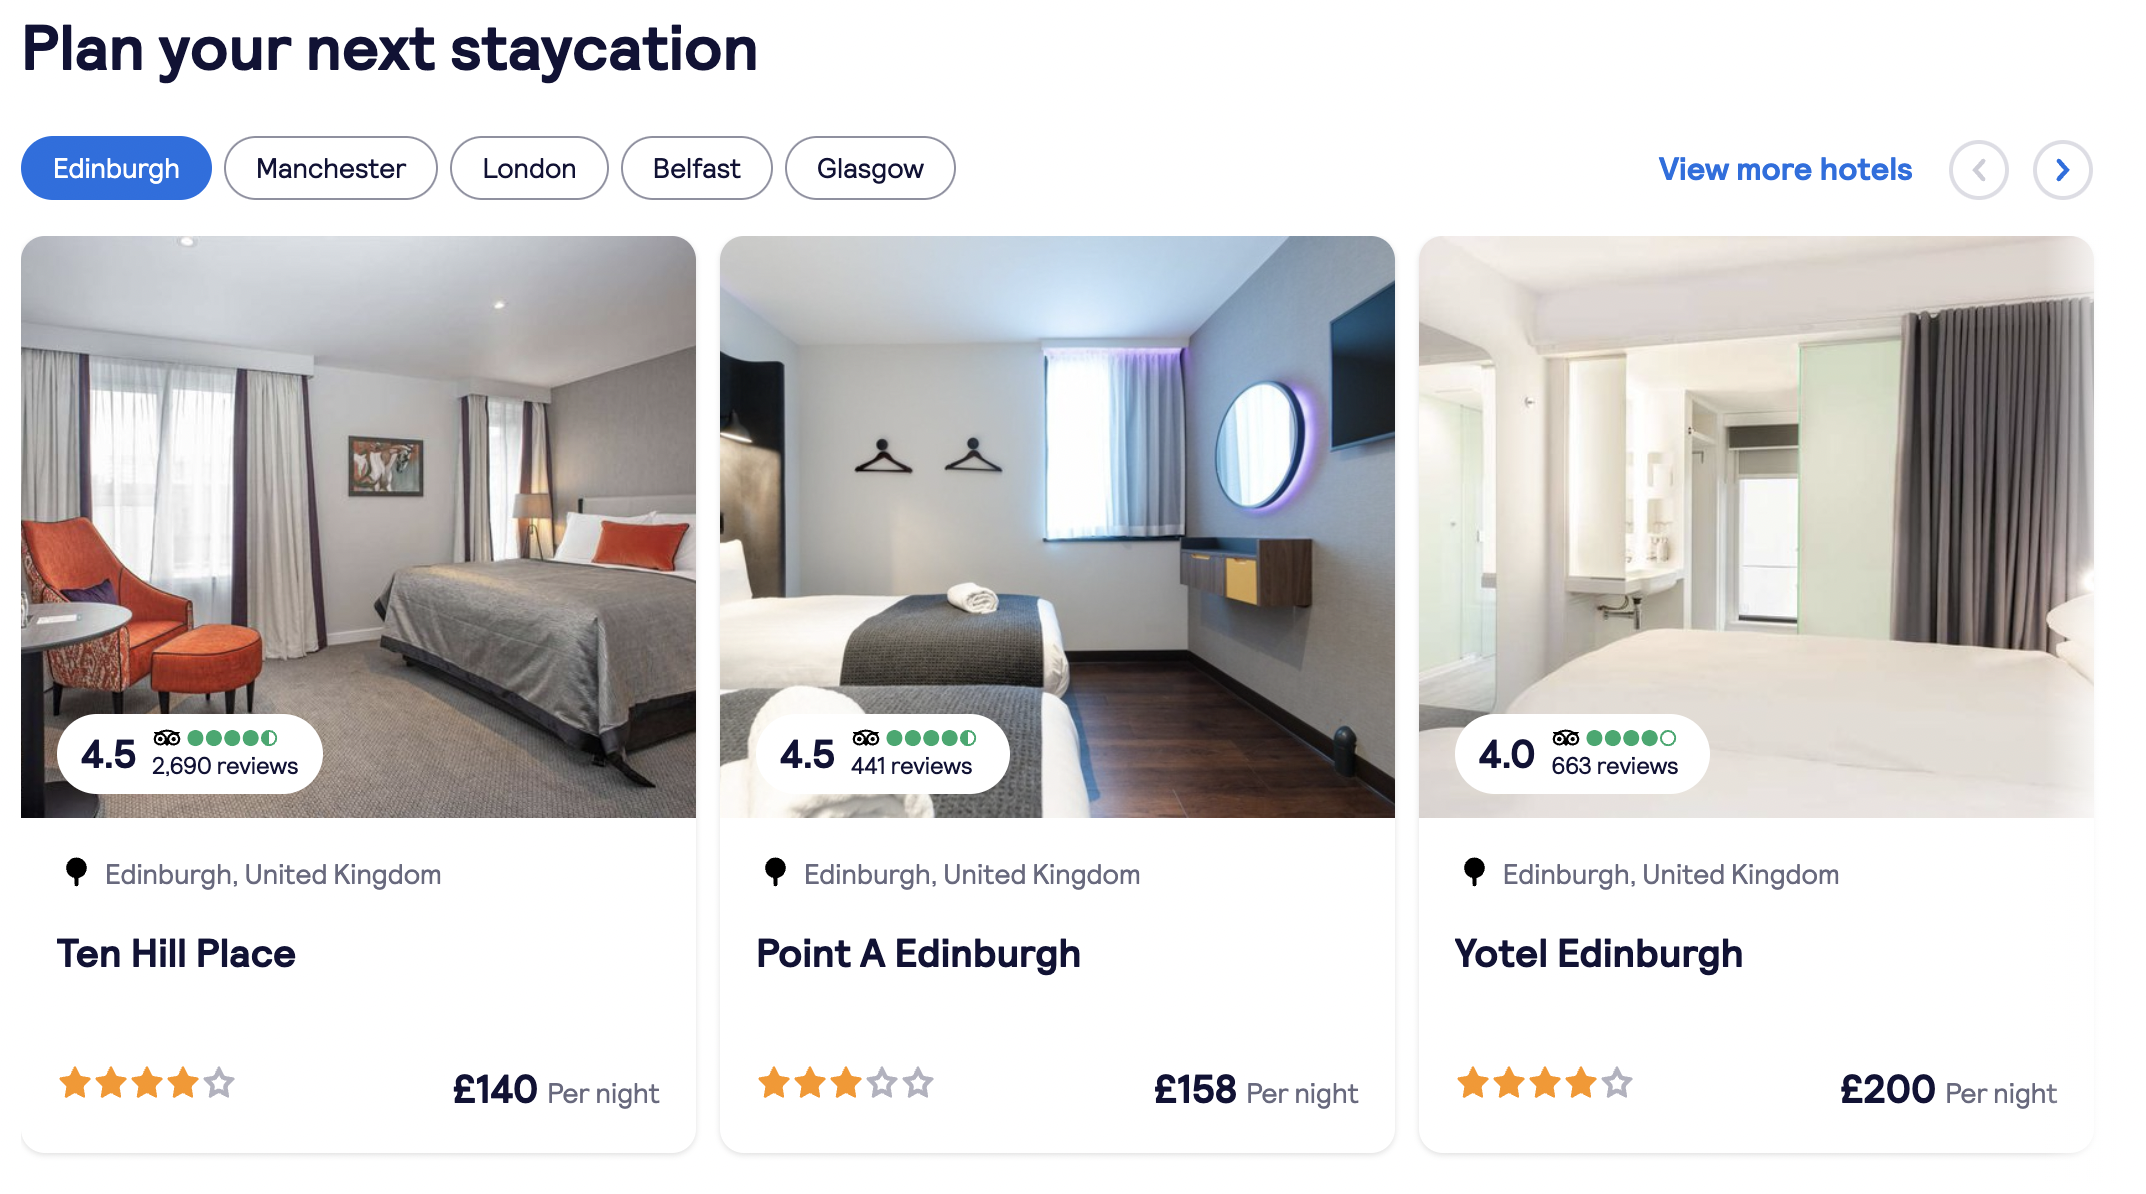 Plan your next staycation
Edinburgh
Manchester
London
Belfast
Glasgow
View more hotels
4.5
2,690 reviews
Edinburgh, United Kingdom
Ten Hill Place
£140 Per night
4.5
441 reviews
Edinburgh, United Kingdom
Point A Edinburgh
£158 Per night
4.0
663 reviews
Edinburgh, United Kingdom
Yotel Edinburgh
£200 Per night